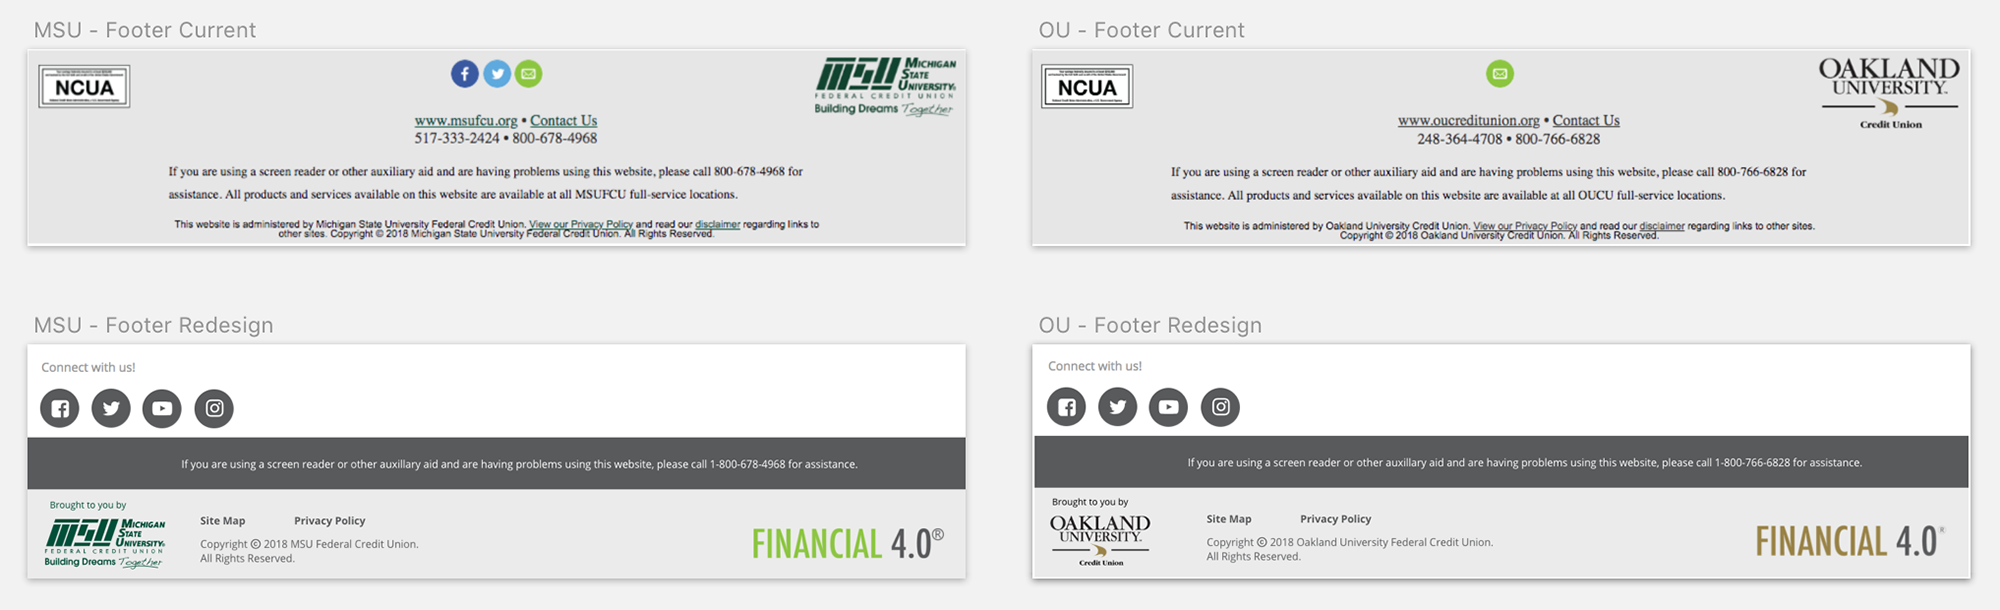 MSU - Footer Current
NCUA
MICHIGAN
STATE
UNIVERSITY®
MSU
FEDERAL CREDIT UNION
Building Dreams Together
www.msufcu.org • Contact Us
517-333-2424 • 800-678-4968
If you are using a screen reader or other auxiliary aid and are having problems using this website, please call 800-678-4968 for
assistance. All products and services available on this website are available at all MSUFCU full-service locations.
This website is administered by Michigan State University Federal Credit Union. View our Privacy Policy and read our disclaimer regarding links to
other sites. Copyright © 2018 Michigan State University Federal Credit Union. All Rights Reserved.
OU - Footer Current
NCUA
OAKLAND
UNIVERSITY™
Credit Union
www.oucreditunion.org • Contact Us
248-364-4708 • 800-766-6828
If you are using a screen reader or other auxiliary aid and are having problems using this website, please call 800-766-6828 for
assistance. All products and services available on this website are available at all OUCU full-service locations.
This website is administered by Oakland University Credit Union. View our Privacy Policy and read our disclaimer regarding links to other sites.
Copyright © 2018 Oakland University Credit Union. All Rights Reserved.
MSU - Footer Redesign
Connect with us!
If you are using a screen reader or other auxillary aid and are having problems using this website, please call 1-800-678-4968 for assistance.
Brought to you by
MSU
MICHIGAN
STATE
UNIVERSITY®
FEDERAL CREDIT UNION
Building Dreams Together
Site Map Privacy Policy
Copyright © 2018 MSU Federal Credit Union.
All Rights Reserved.
FINANCIAL 4.0®
OU - Footer Redesign
Connect with us!
If you are using a screen reader or other auxillary aid and are having problems using this website, please call 1-800-766-6828 for assistance.
Brought to you by
OAKLAND
UNIVERSITY™
Credit Union
Site Map Privacy Policy
Copyright © 2018 Oakland University Federal Credit Union.
All Rights Reserved.
FINANCIAL 4.0®